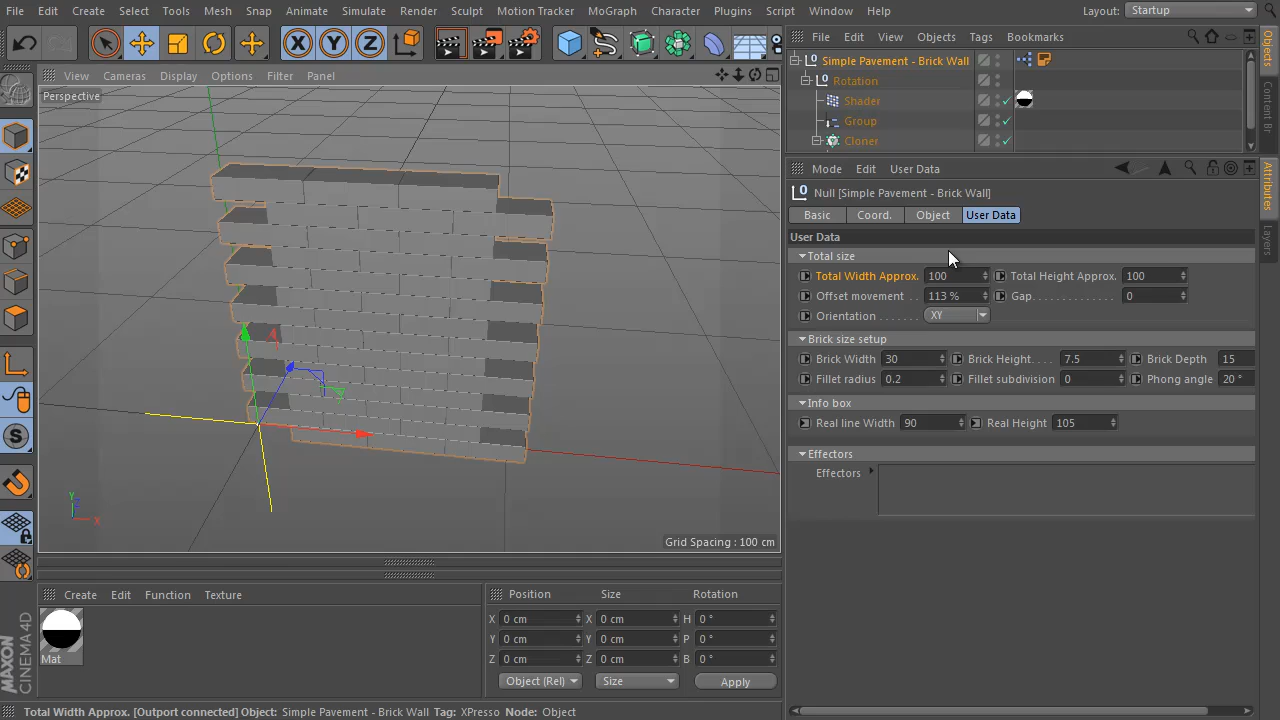 File Edit Create Select Tools Mesh Snap Animate Simulate Render Sculpt Motion Tracker MoGraph Character Plugins Script Window Help Layout: Startup
X Y Z
File Edit View Objects Tags Bookmarks
View Cameras Display Options Filter Panel
Perspective
Simple Pavement - Brick Wall
Rotation
Shader
Group
Cloner
Objects
Content Br
Attributes
Layers
Mode Edit User Data
Null [Simple Pavement - Brick Wall]
Basic Coord. Object User Data
User Data
Total size
Total Width Approx. 100 Total Height Approx. 100
Offset movement . . 113 % Gap. . . . . . . . . . . . . 0
Orientation . . . . . . . XY
Brick size setup
Brick Width 30 Brick Height. . . . 7.5 Brick Depth 15
Fillet radius 0.2 Fillet subdivision 0 Phong angle 20 °
Info box
Real line Width 90 Real Height 105
Effectors
Effectors
Y
Z
X
Grid Spacing : 100 cm
Create Edit Function Texture
Mat
Position Size Rotation
X 0 cm X 0 cm H 0 °
Y 0 cm Y 0 cm P 0 °
Z 0 cm Z 0 cm B 0 °
Object (Rel) Size Apply
MAXON
CINEMA 4D
Total Width Approx. [Outport connected] Object: Simple Pavement - Brick Wall Tag: XPresso Node: Object